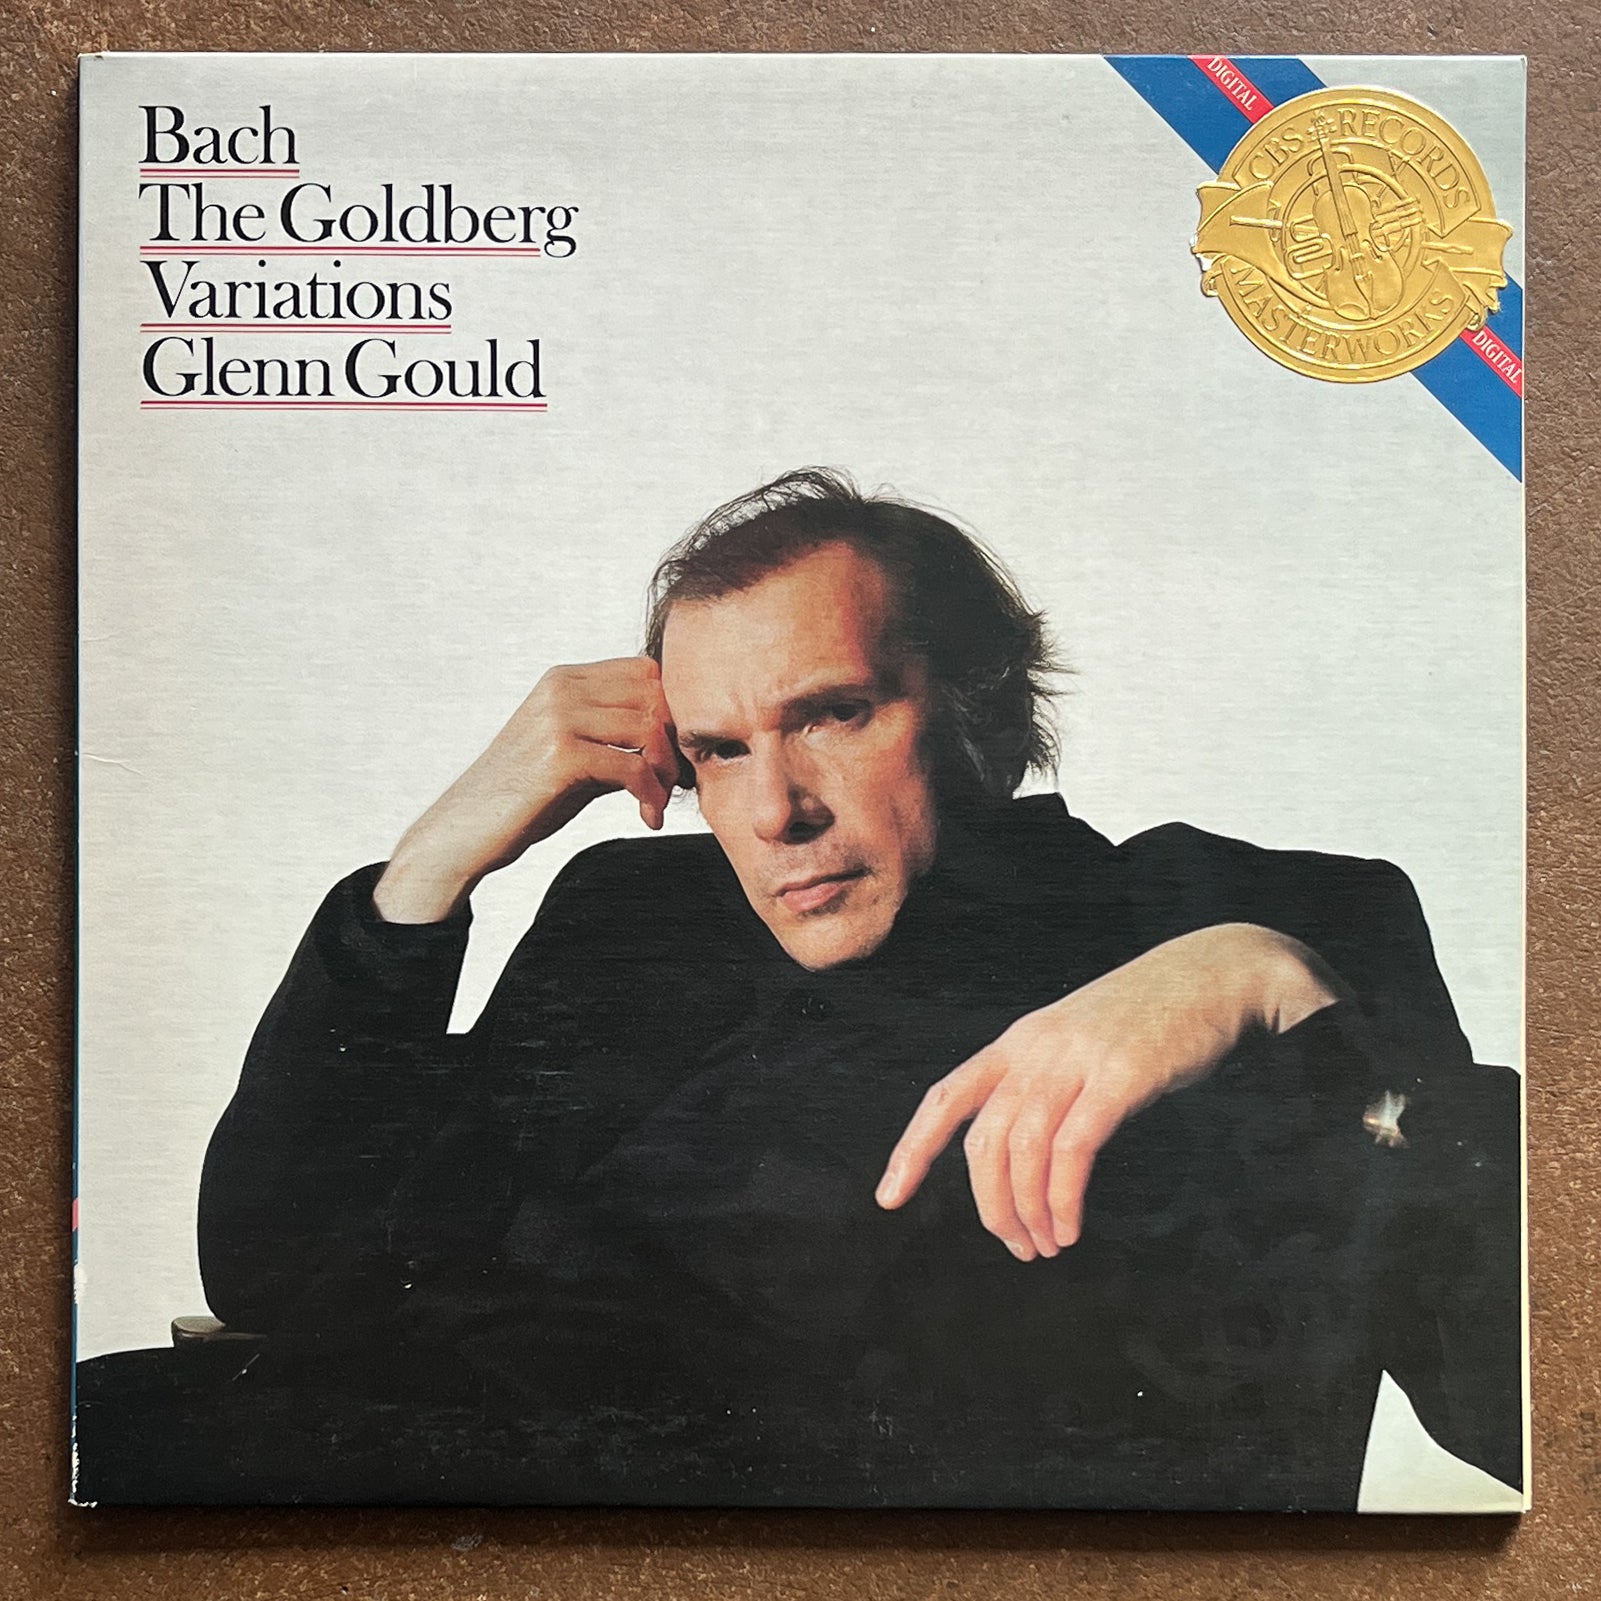 Bach
The Goldberg
Variations
Glenn Gould
DIGITAL
CBS RECORDS
MASTERWORKS
DIGITAL